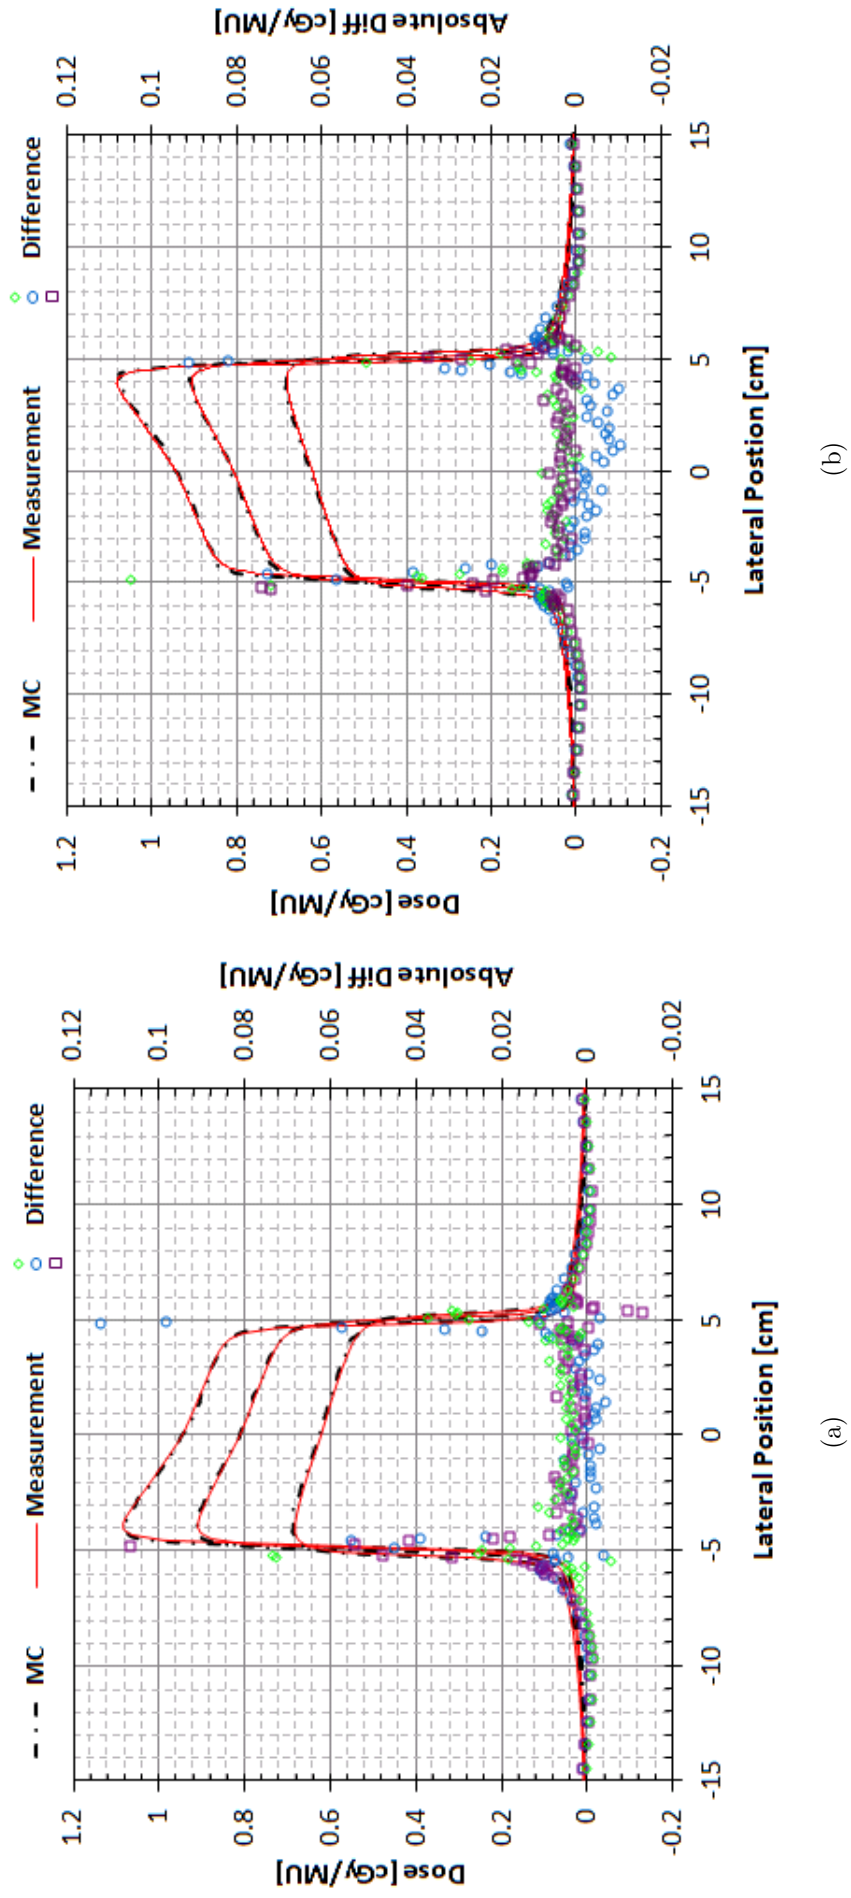 MC Measurement Difference
Dose [cGy/MU]
1.2
1
0.8
0.6
0.4
0.2
0
-0.2
Absolute Diff [cGy/MU]
0.12
0.1
0.08
0.06
0.04
0.02
0
-0.02
-15 -10 -5 0 5 10 15
Lateral Position [cm]
(a)
MC Measurement Difference
Dose [cGy/MU]
1.2
1
0.8
0.6
0.4
0.2
0
-0.2
Absolute Diff [cGy/MU]
0.12
0.1
0.08
0.06
0.04
0.02
0
-0.02
-15 -10 -5 0 5 10 15
Lateral Postion [cm]
(b)